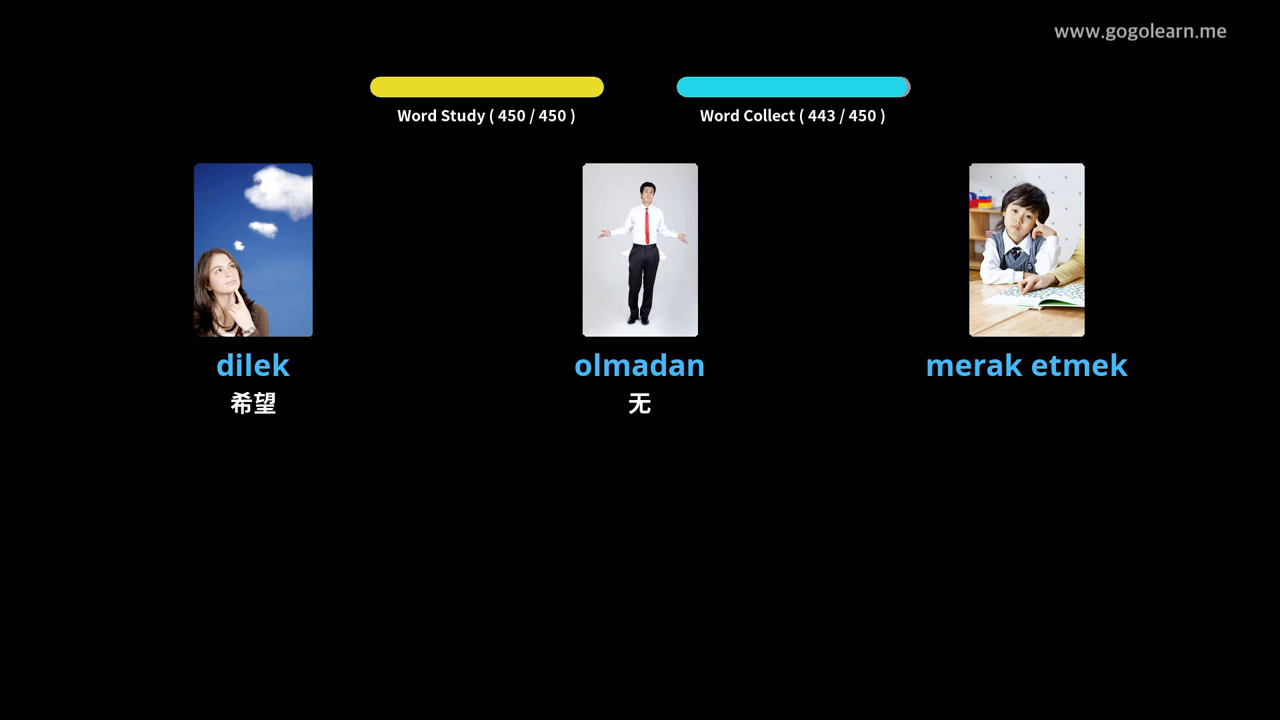 www.gogolearn.me
Word Study ( 450 / 450 )
Word Collect ( 443 / 450 )
dilek
olmadan
merak etmek
希望
无